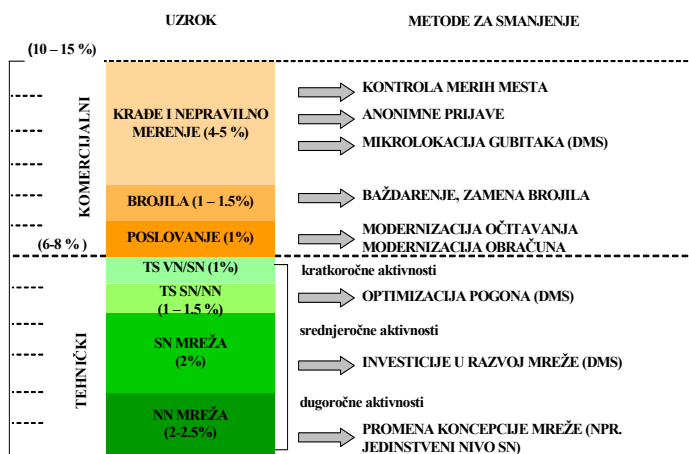 UZROK
METODE ZA SMANJENJE
(10 – 15 %)
KOMERCIJALNI
KRAĐE I NEPRAVILNO
MERENJE (4-5 %)
KONTROLA MERIH MESTA
ANONIMNE PRIJAVE
MIKROLOKACIJA GUBITAKA (DMS)
BROJILA (1 – 1.5%)
BAŽDARENJE, ZAMENA BROJILA
POSLOVANJE (1%)
MODERNIZACIJA OČITAVANJA
MODERNIZACIJA OBRAČUNA
(6-8 % )
TEHNIČKI
TS VN/SN (1%)
kratkoročne aktivnosti
TS SN/NN
(1 – 1.5 %)
OPTIMIZACIJA POGONA (DMS)
SN MREŽA
(2%)
srednjeročne aktivnosti
INVESTICIJE U RAZVOJ MREŽE (DMS)
NN MREŽA
(2-2.5%)
dugoročne aktivnosti
PROMENA KONCEPCIJE MREŽE (NPR.
JEDINSTVENI NIVO SN)